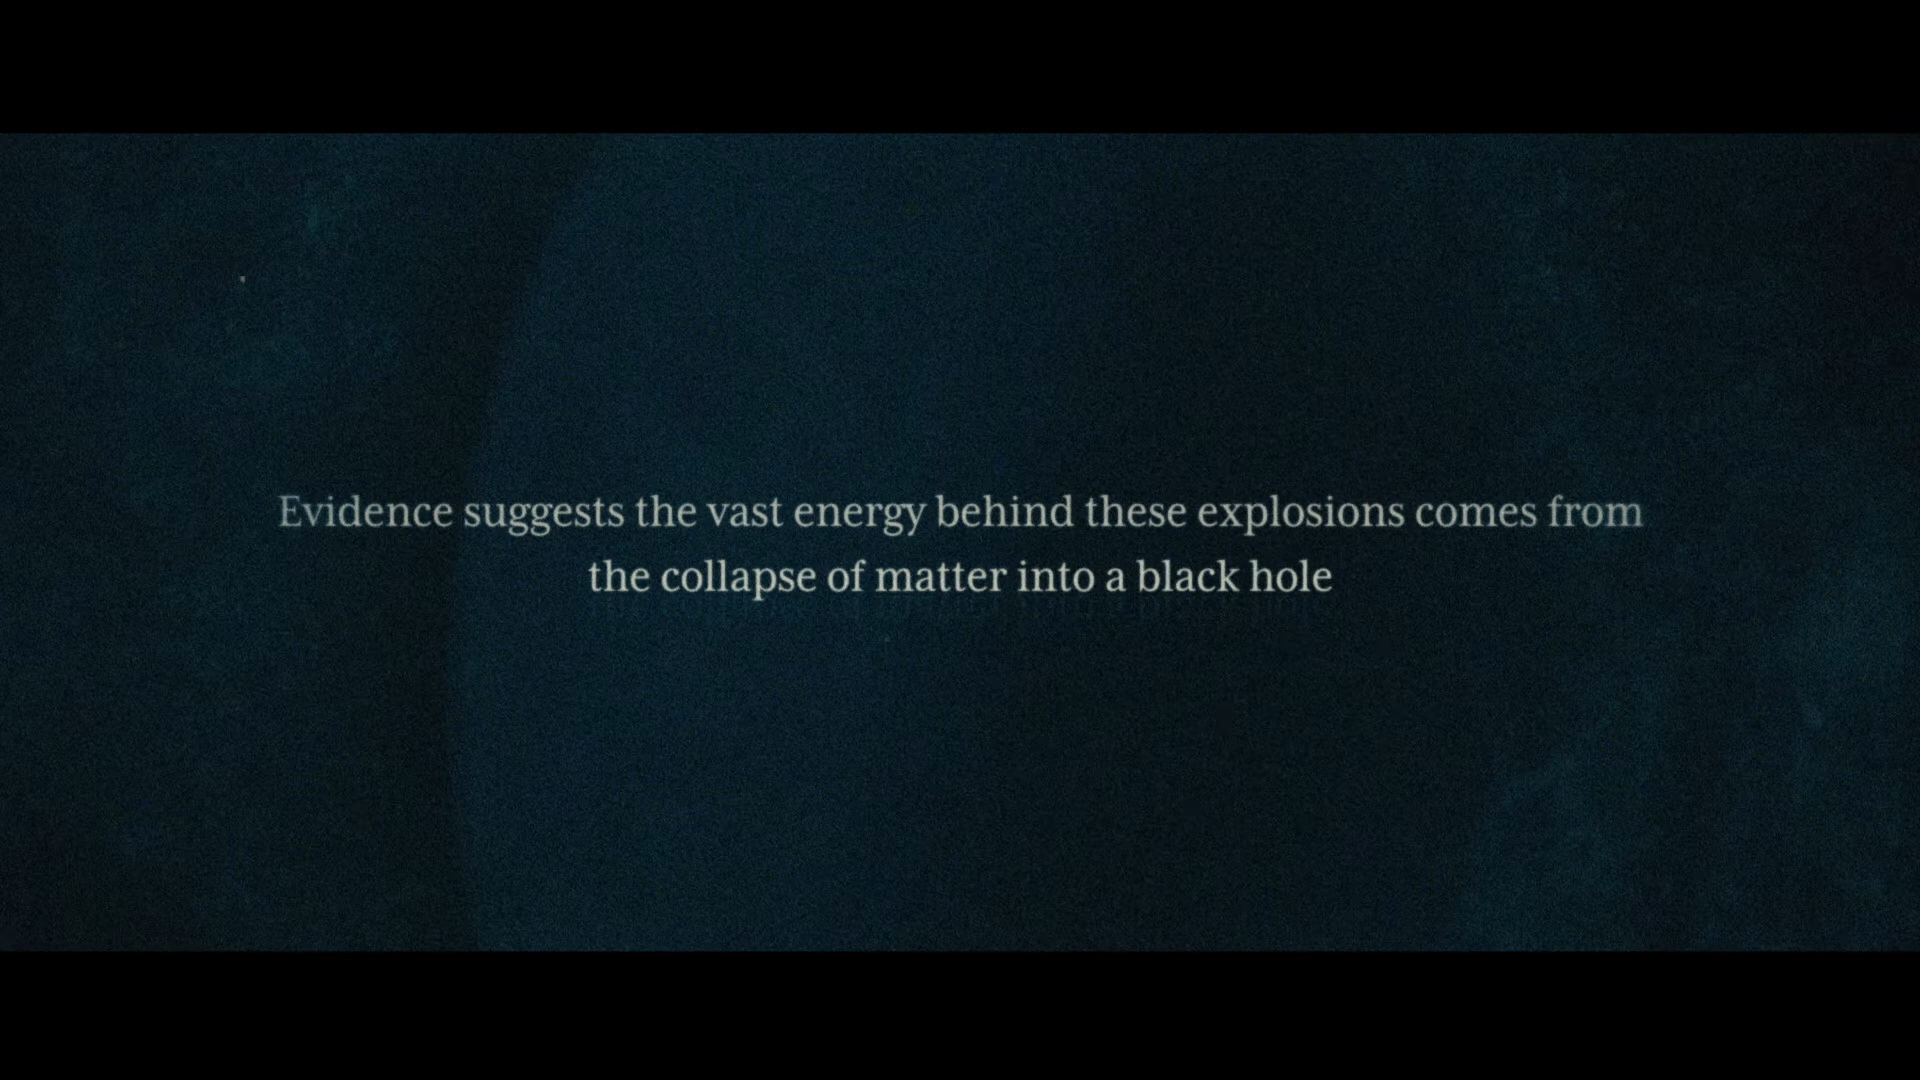 Evidence suggests the vast energy behind these explosions comes from
the collapse of matter into a black hole